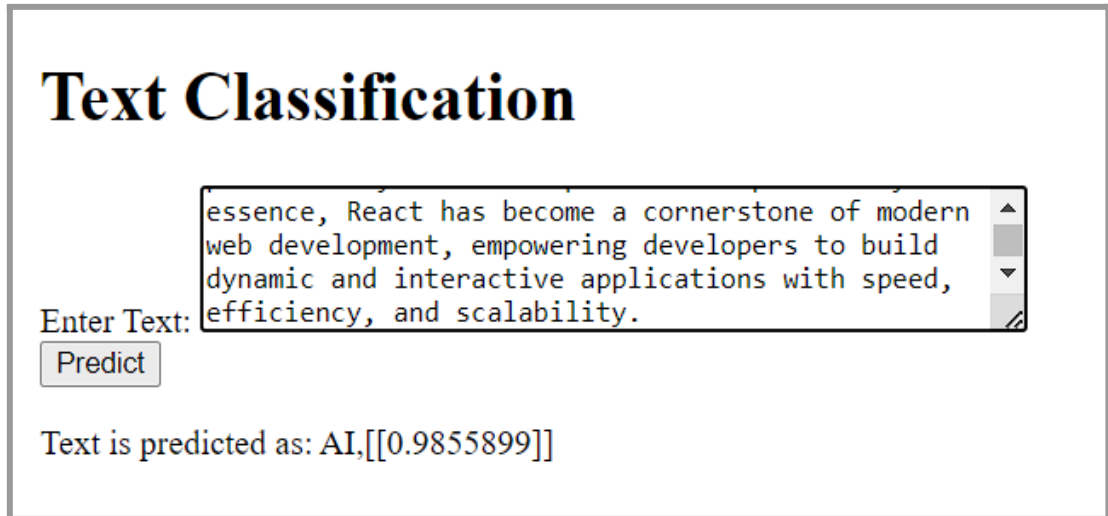 Text Classification
essence, React has become a cornerstone of modern
web development, empowering developers to build
dynamic and interactive applications with speed,
Enter Text: efficiency, and scalability.
Predict
Text is predicted as: AI,[[0.9855899]]